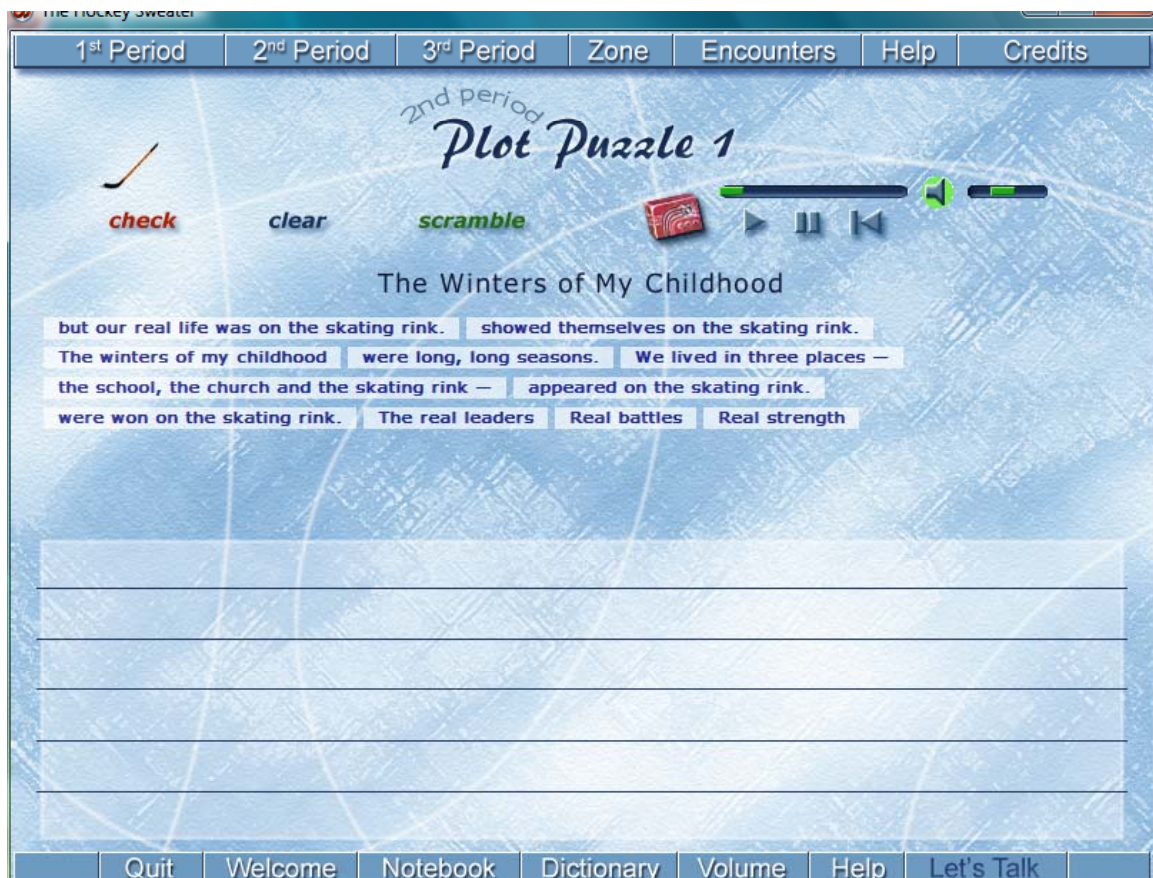 The Hockey Sweater
1st Period 2nd Period 3rd Period Zone Encounters Help Credits
2nd period
Plot Puzzle 1
check clear scramble
The Winters of My Childhood
but our real life was on the skating rink. showed themselves on the skating rink.
The winters of my childhood were long, long seasons. We lived in three places —
the school, the church and the skating rink — appeared on the skating rink.
were won on the skating rink. The real leaders Real battles Real strength
Quit Welcome Notebook Dictionary Volume Help Let's Talk